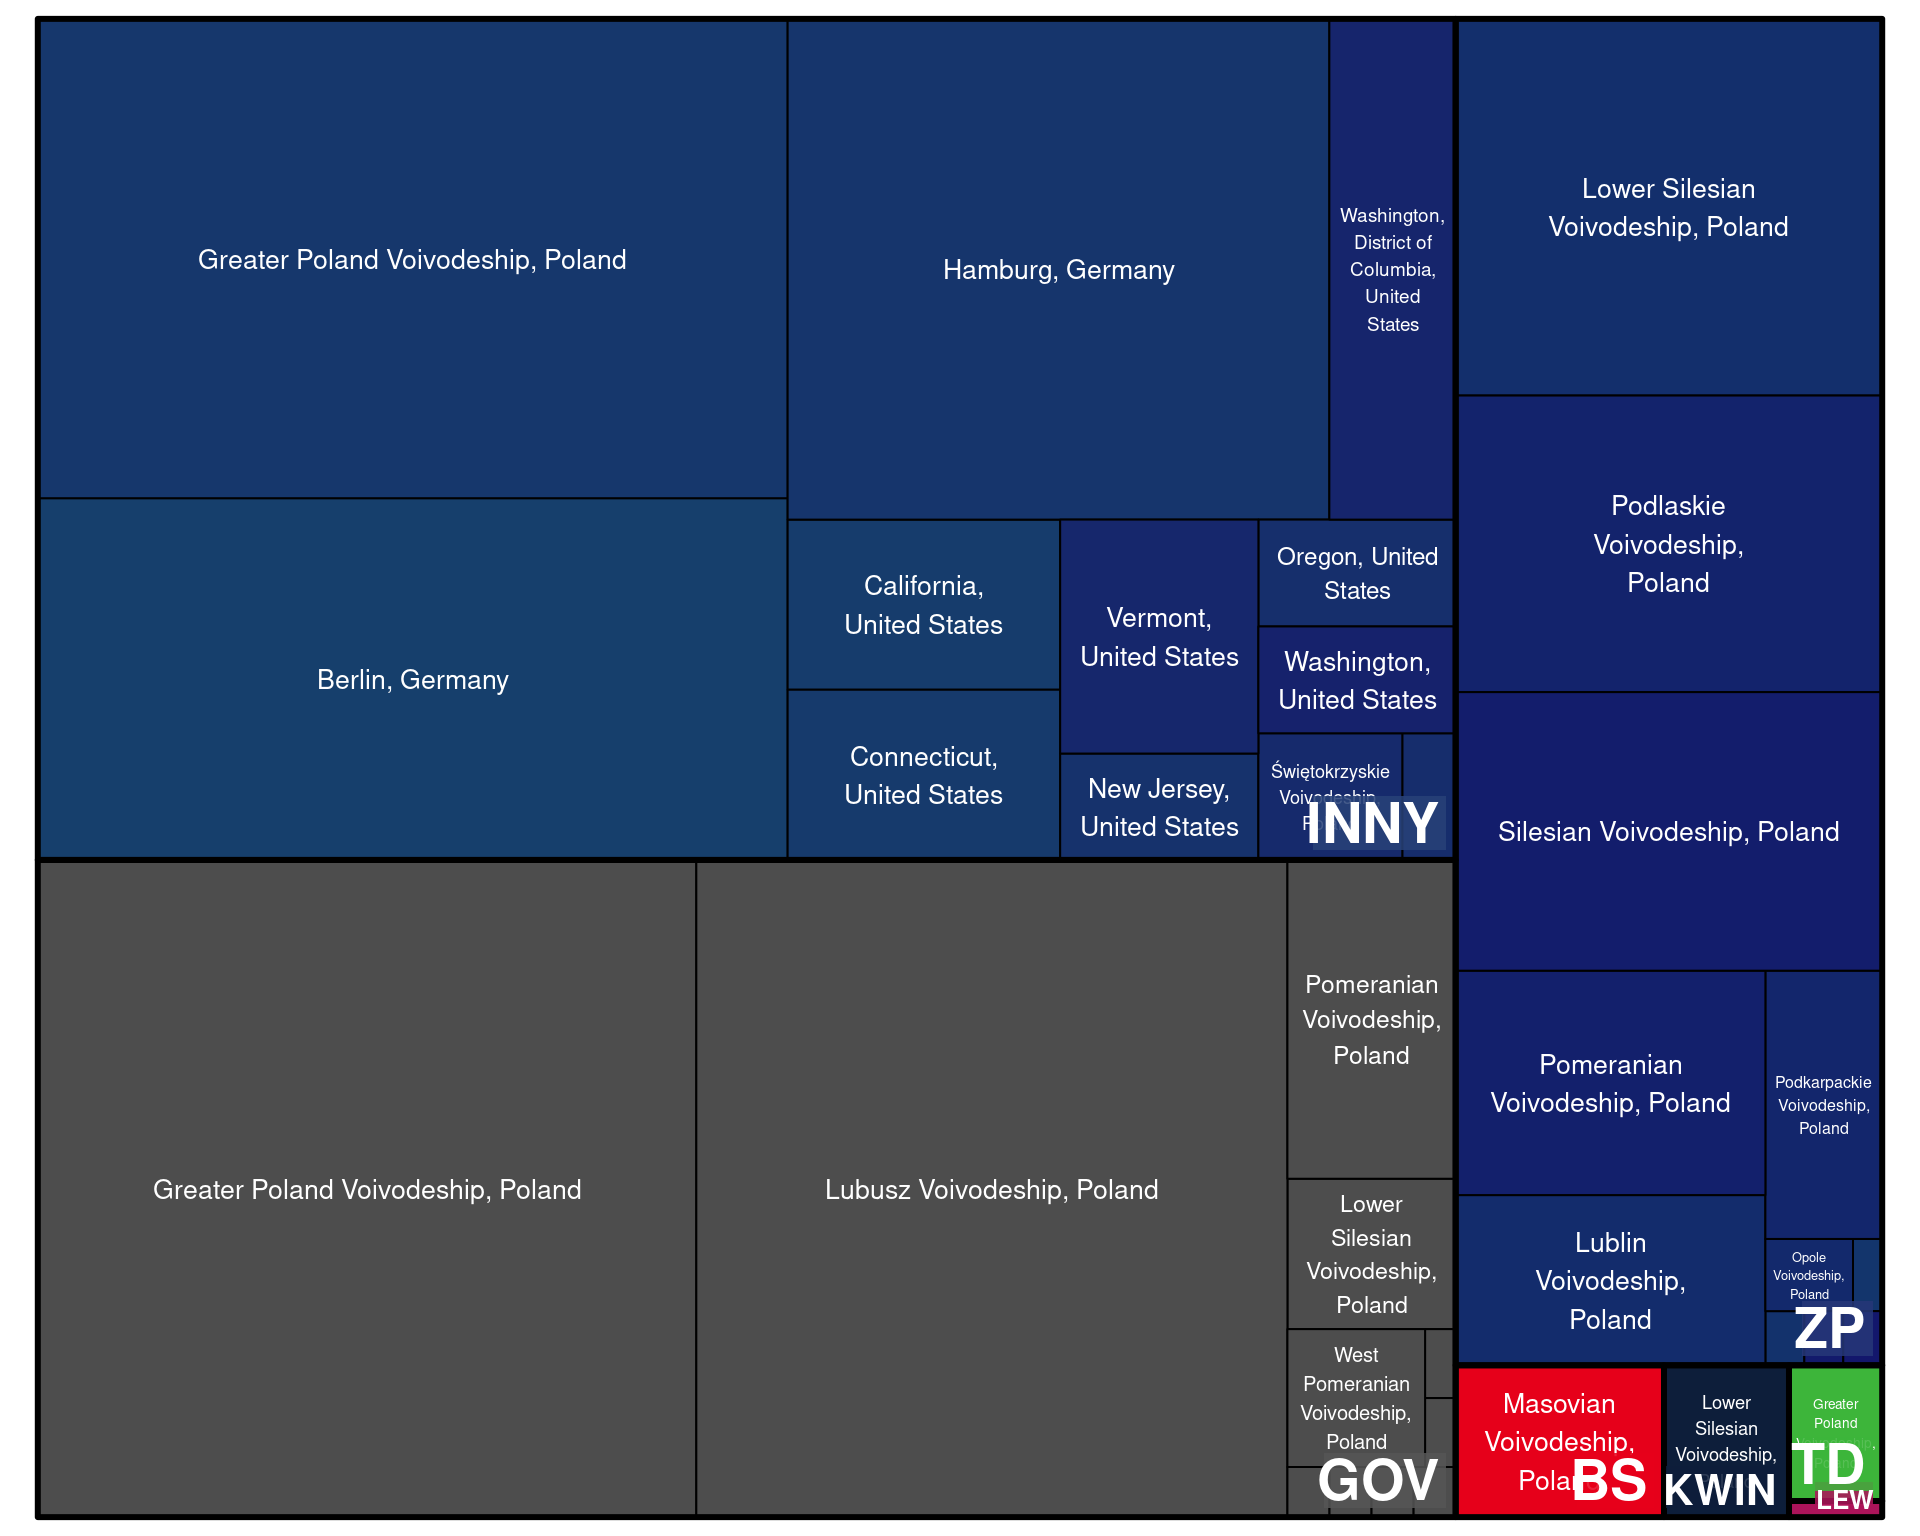 Greater Poland Voivodeship, Poland
Hamburg, Germany
Washington,
District of
Columbia,
United
States
Berlin, Germany
California,
United States
Connecticut,
United States
Vermont,
United States
New Jersey,
United States
Oregon, United
States
Washington,
United States
Świętokrzyskie
Voivodeship,
INNY
Lower Silesian
Voivodeship, Poland
Podlaskie
Voivodeship,
Poland
Silesian Voivodeship, Poland
Pomeranian
Voivodeship, Poland
Podkarpackie
Voivodeship,
Poland
Lublin
Voivodeship,
Poland
Opole
Voivodeship,
Poland
ZP
Greater Poland Voivodeship, Poland
Lubusz Voivodeship, Poland
Pomeranian
Voivodeship,
Poland
Lower
Silesian
Voivodeship,
Poland
West
Pomeranian
Voivodeship,
Poland
GOV
Masovian
Voivodeship,
Poland
BS
Lower
Silesian
Voivodeship,
KWIN
Greater
Poland
TD
LEW